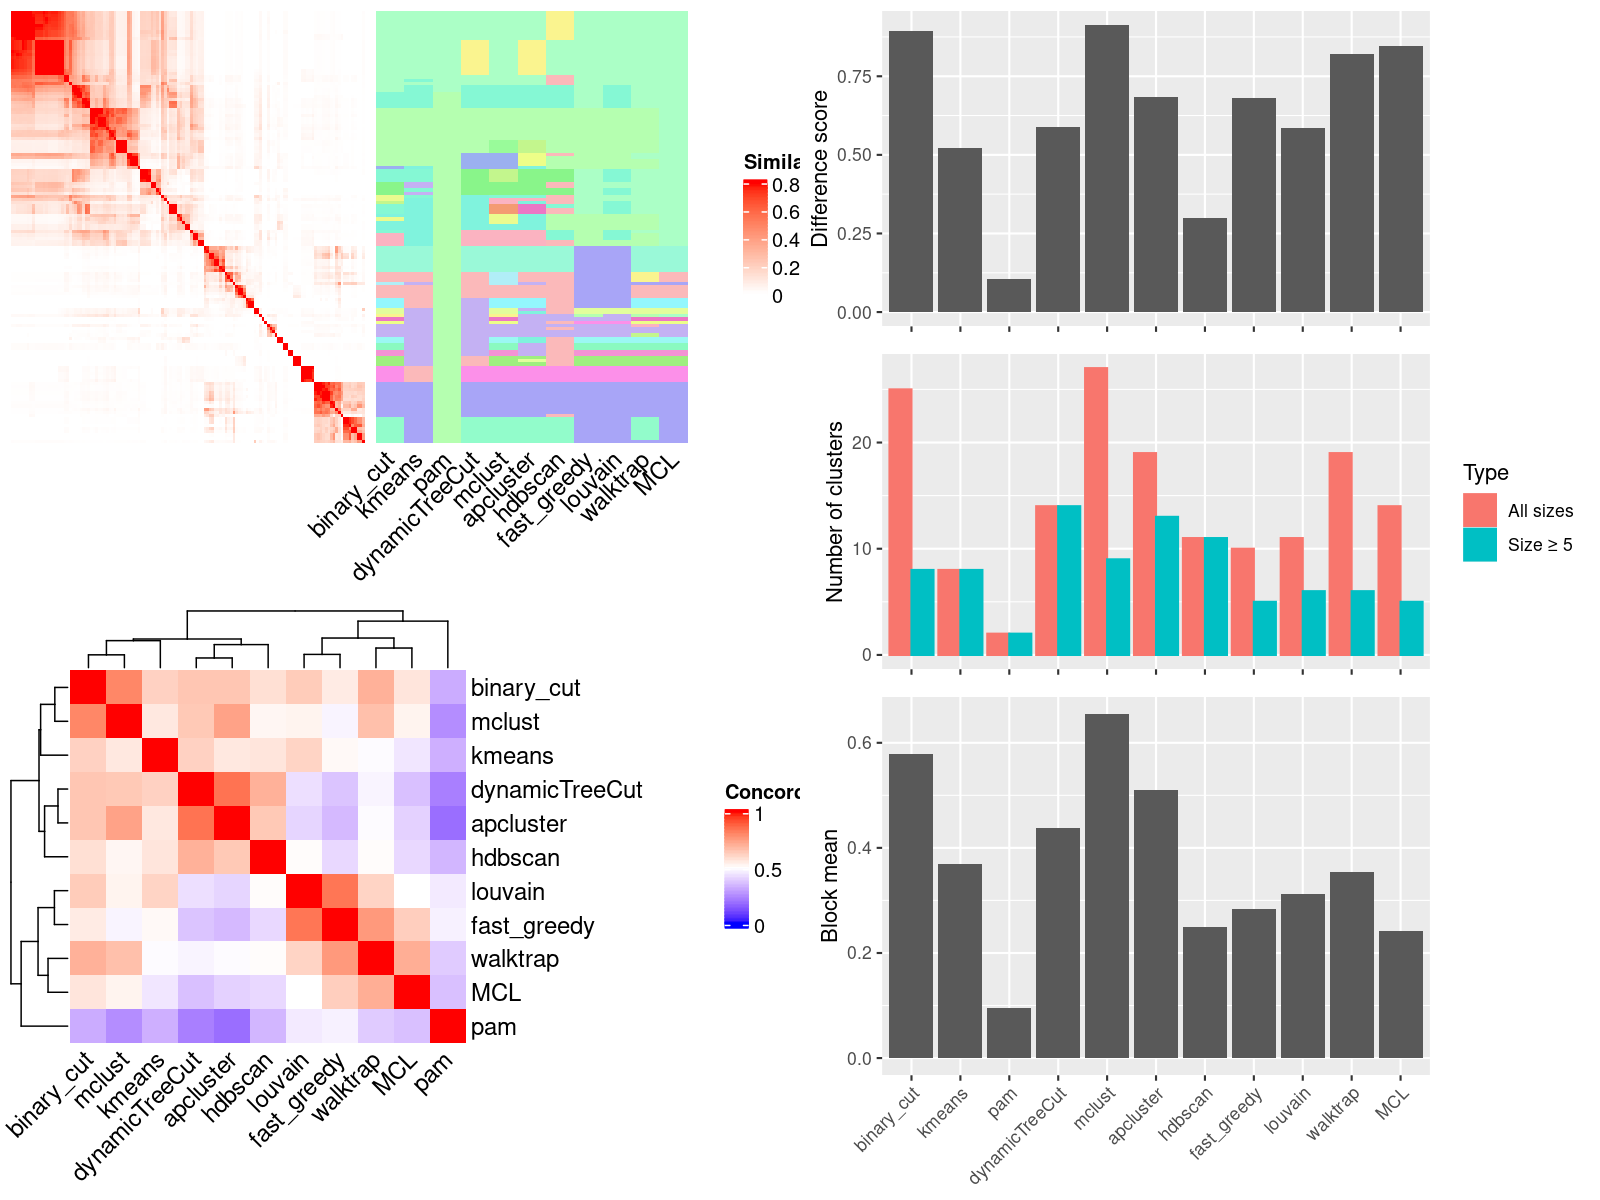 Simila
0.8
0.6
0.4
0.2
0
binary_cut
kmeans
pam
dynamicTreeCut
mclust
apcluster
hdbscan
fast_greedy
louvain
walktrap
MCL
binary_cut
mclust
kmeans
dynamicTreeCut
apcluster
hdbscan
louvain
fast_greedy
walktrap
MCL
pam
Concord
1
0.5
0
binary_cut
mclust
kmeans
dynamicTreeCut
apcluster
hdbscan
louvain
fast_greedy
walktrap
MCL
pam
Difference score
0.75
0.50
0.25
0.00
Number of clusters
20
10
0
Type
All sizes
Size ≥ 5
Block mean
0.6
0.4
0.2
0.0
binary_cut
kmeans
pam
dynamicTreeCut
mclust
apcluster
hdbscan
fast_greedy
louvain
walktrap
MCL